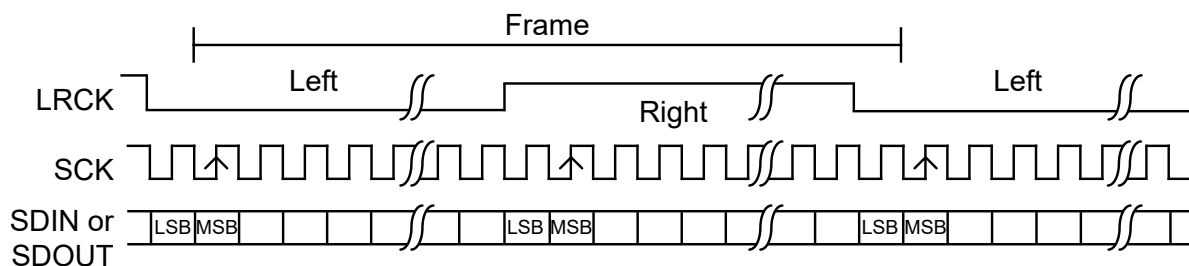 Frame
Left
Left
LRCK
Right
SCK
SDIN or
LSB MSB LSB MSB LSB MSB
SDOUT